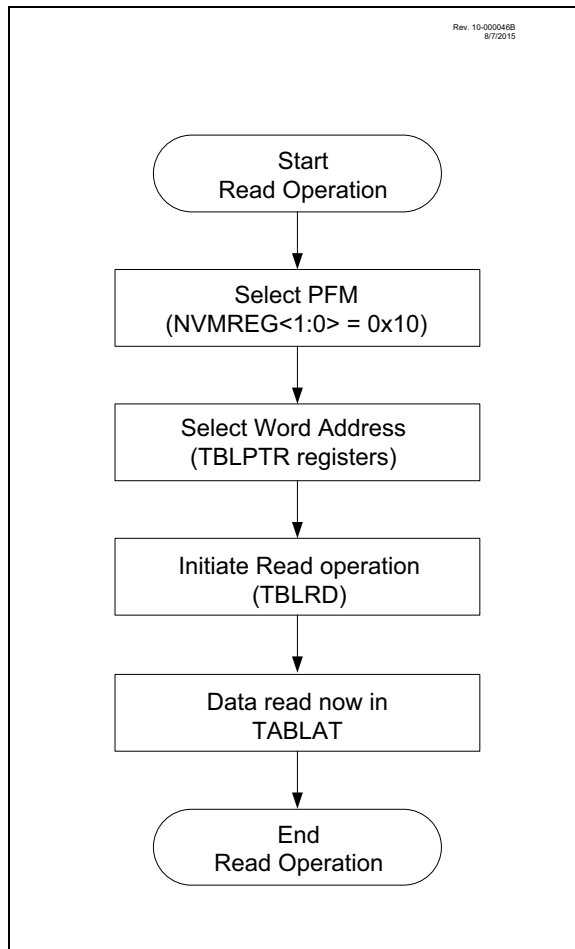 Rev. 10-000046B
8/7/2015
Start
Read Operation
Select PFM
(NVMREG<1:0> = 0x10)
Select Word Address
(TBLPTR registers)
Initiate Read operation
(TBLRD)
Data read now in
TABLAT
End
Read Operation